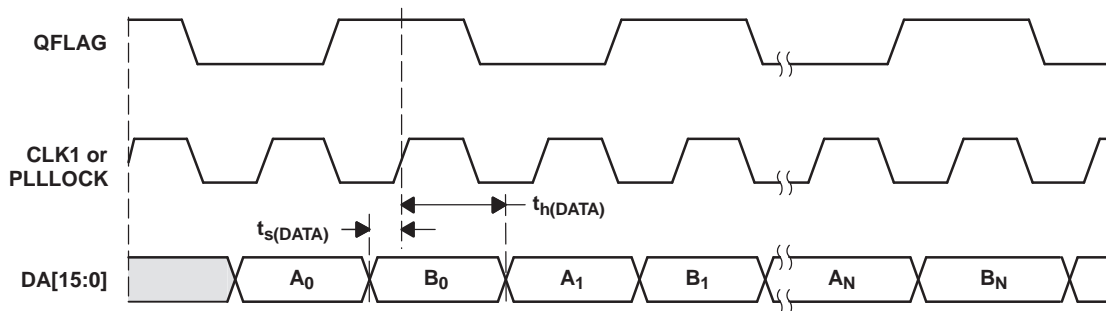 QFLAG
CLK1 or
PLLLOCK
ts(DATA)
th(DATA)
DA[15:0]
A0
B0
A1
B1
AN
BN